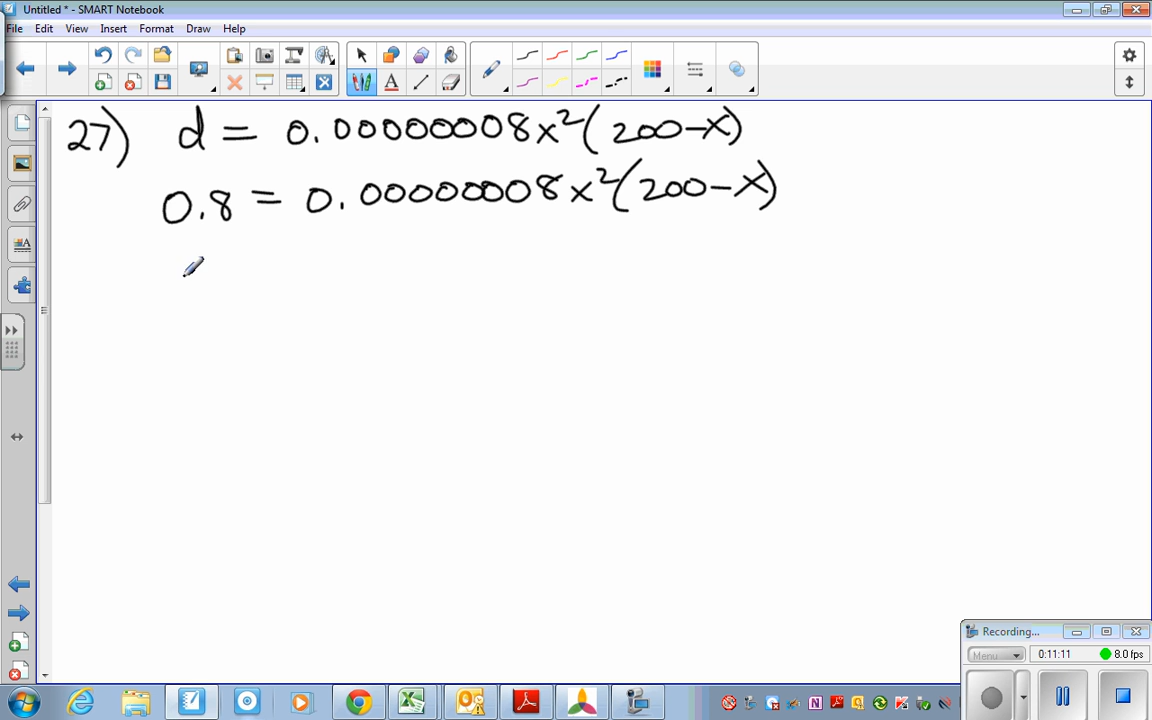 Untitled * - SMART Notebook
File Edit View Insert Format Draw Help
27) d = 0.00000008x²(200-x)
0.8 = 0.00000008x²(200-x)
Recording...
Menu 0:11:11 8.0 fps